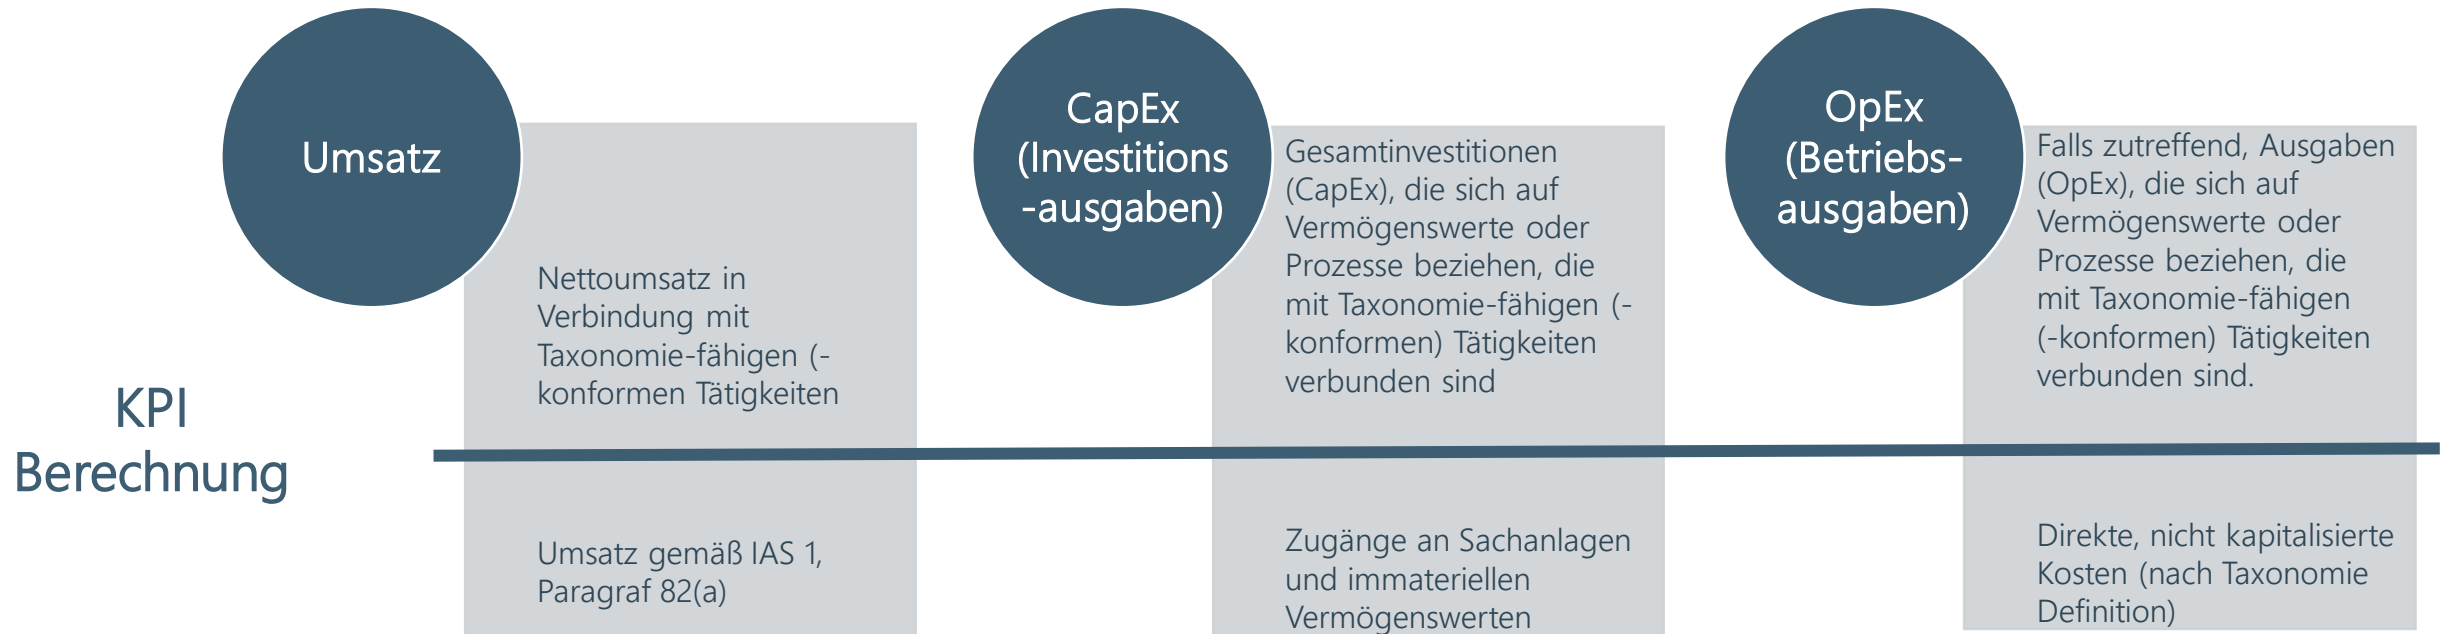 KPI
Berechnung
Umsatz
Nettoumsatz in
Verbindung mit
Taxonomie-fähigen (-
konformen Tätigkeiten
Umsatz gemäß IAS 1,
Paragraf 82(a)
CapEx
(Investitions
-ausgaben)
Gesamtinvestitionen
(CapEx), die sich auf
Vermögenswerte oder
Prozesse beziehen, die
mit Taxonomie-fähigen (-
konformen) Tätigkeiten
verbunden sind
Zugänge an Sachanlagen
und immateriellen
Vermögenswerten
OpEx
(Betriebs-
ausgaben)
Falls zutreffend, Ausgaben
(OpEx), die sich auf
Vermögenswerte oder
Prozesse beziehen, die
mit Taxonomie-fähigen
(-konformen) Tätigkeiten
verbunden sind.
Direkte, nicht kapitalisierte
Kosten (nach Taxonomie
Definition)